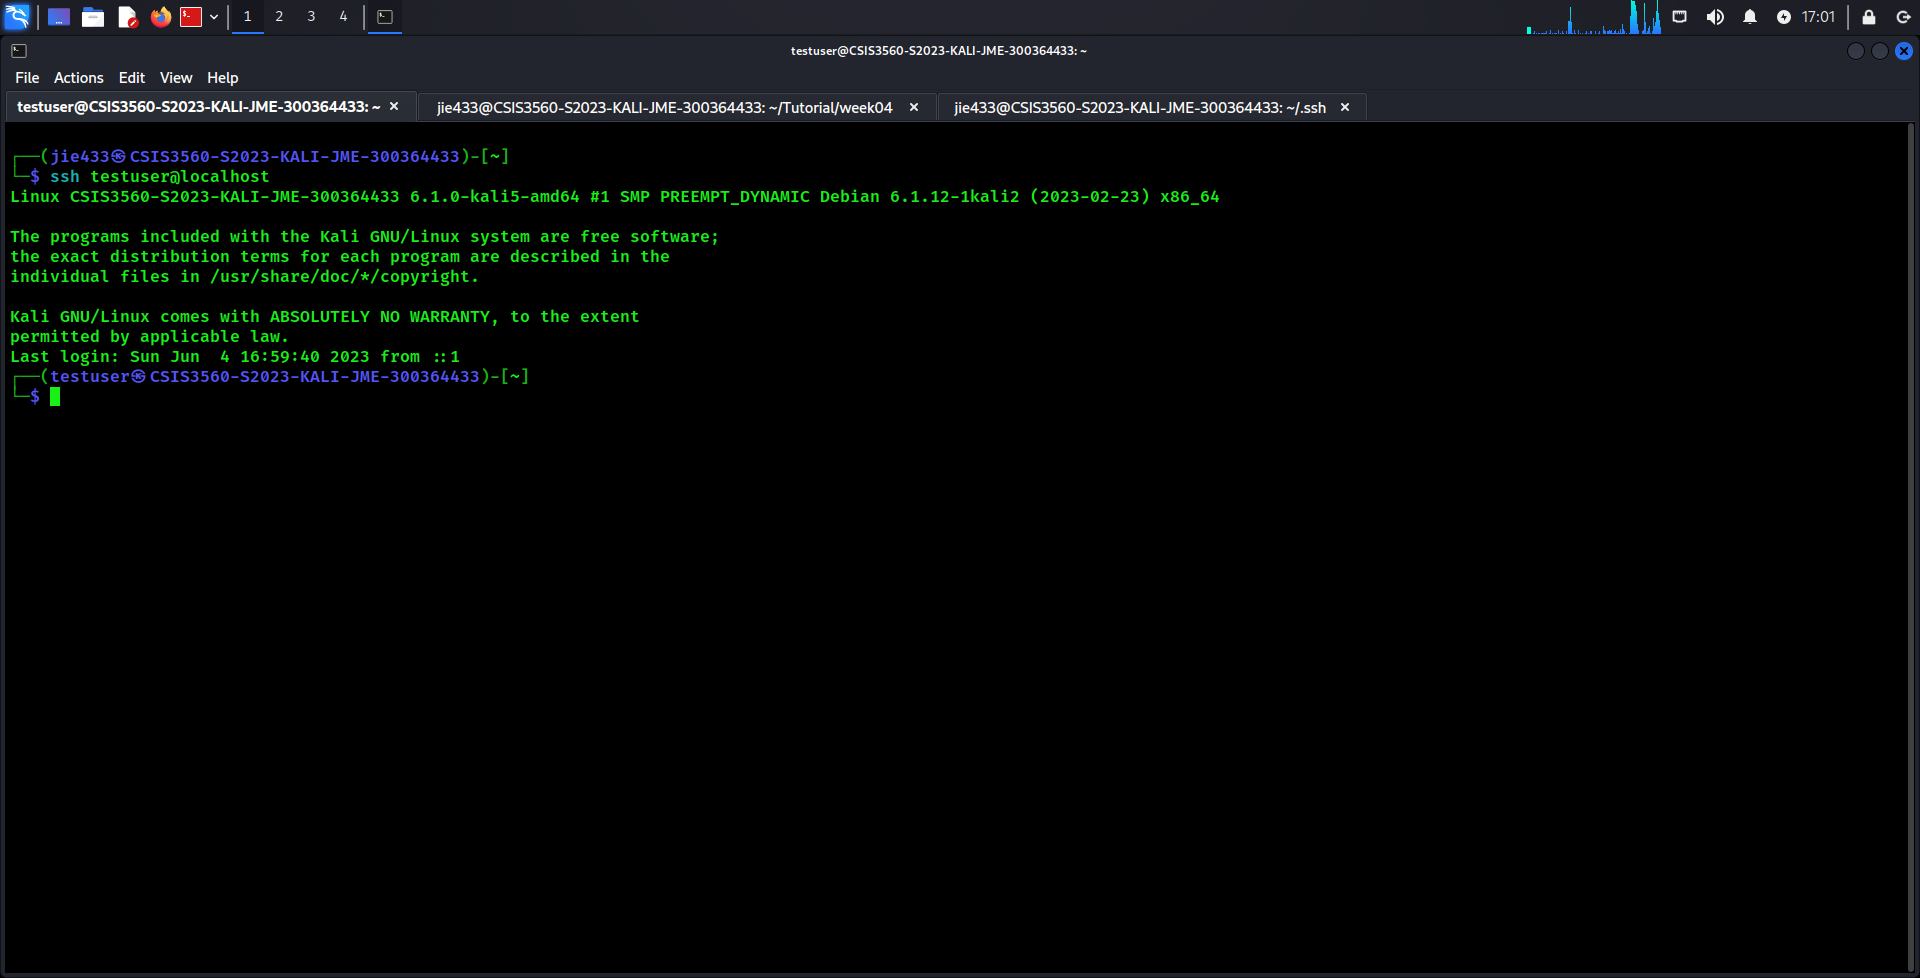 1 2 3 4 17:01
testuser@CSIS3560-S2023-KALI-JME-300364433: ~
File Actions Edit View Help
testuser@CSIS3560-S2023-KALI-JME-300364433: ~ jie433@CSIS3560-S2023-KALI-JME-300364433: ~/Tutorial/week04 jie433@CSIS3560-S2023-KALI-JME-300364433: ~/.ssh
┌──(jie433㉿CSIS3560-S2023-KALI-JME-300364433)-[~]
└─$ ssh testuser@localhost
Linux CSIS3560-S2023-KALI-JME-300364433 6.1.0-kali5-amd64 #1 SMP PREEMPT_DYNAMIC Debian 6.1.12-1kali2 (2023-02-23) x86_64
The programs included with the Kali GNU/Linux system are free software;
the exact distribution terms for each program are described in the
individual files in /usr/share/doc/*/copyright.
Kali GNU/Linux comes with ABSOLUTELY NO WARRANTY, to the extent
permitted by applicable law.
Last login: Sun Jun  4 16:59:40 2023 from ::1
┌──(testuser㉿CSIS3560-S2023-KALI-JME-300364433)-[~]
└─$